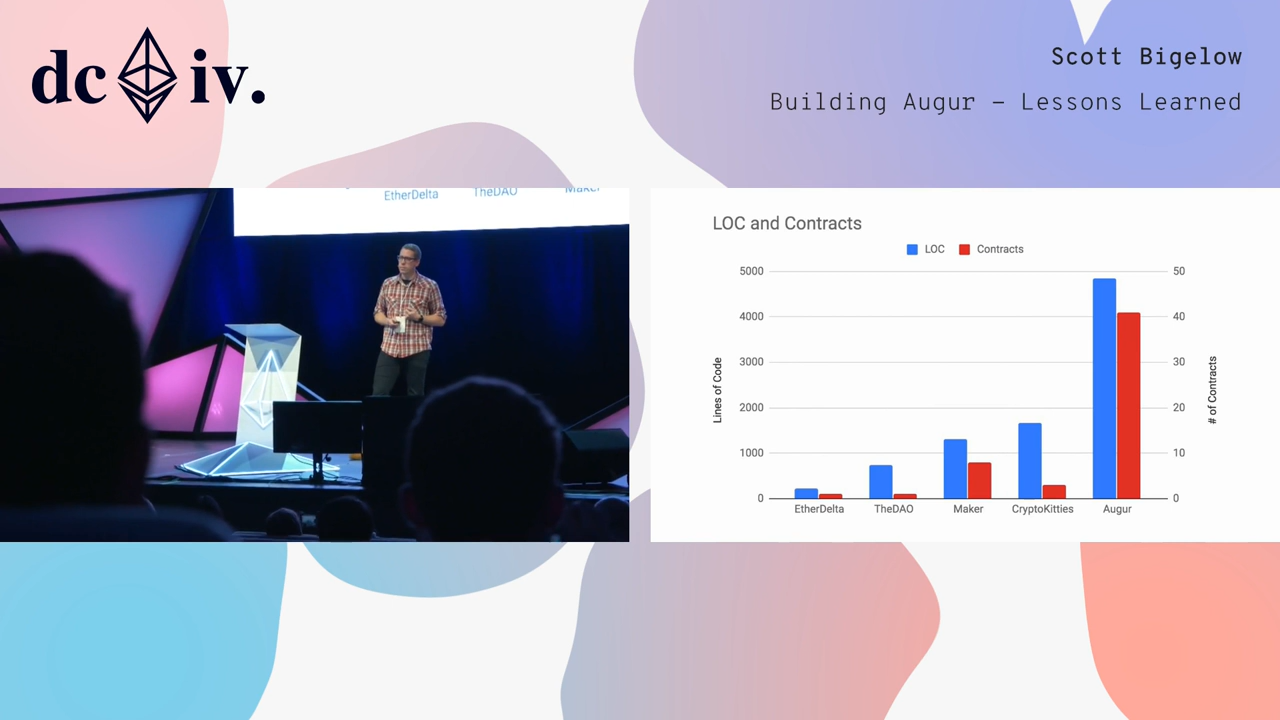 dc iv.
Scott Bigelow
Building Augur – Lessons Learned
EtherDelta TheDAO Maker
LOC and Contracts
LOC Contracts
5000 50
4000 40
3000 30
2000 20
1000 10
0 0
Lines of Code
# of Contracts
EtherDelta TheDAO Maker CryptoKitties Augur